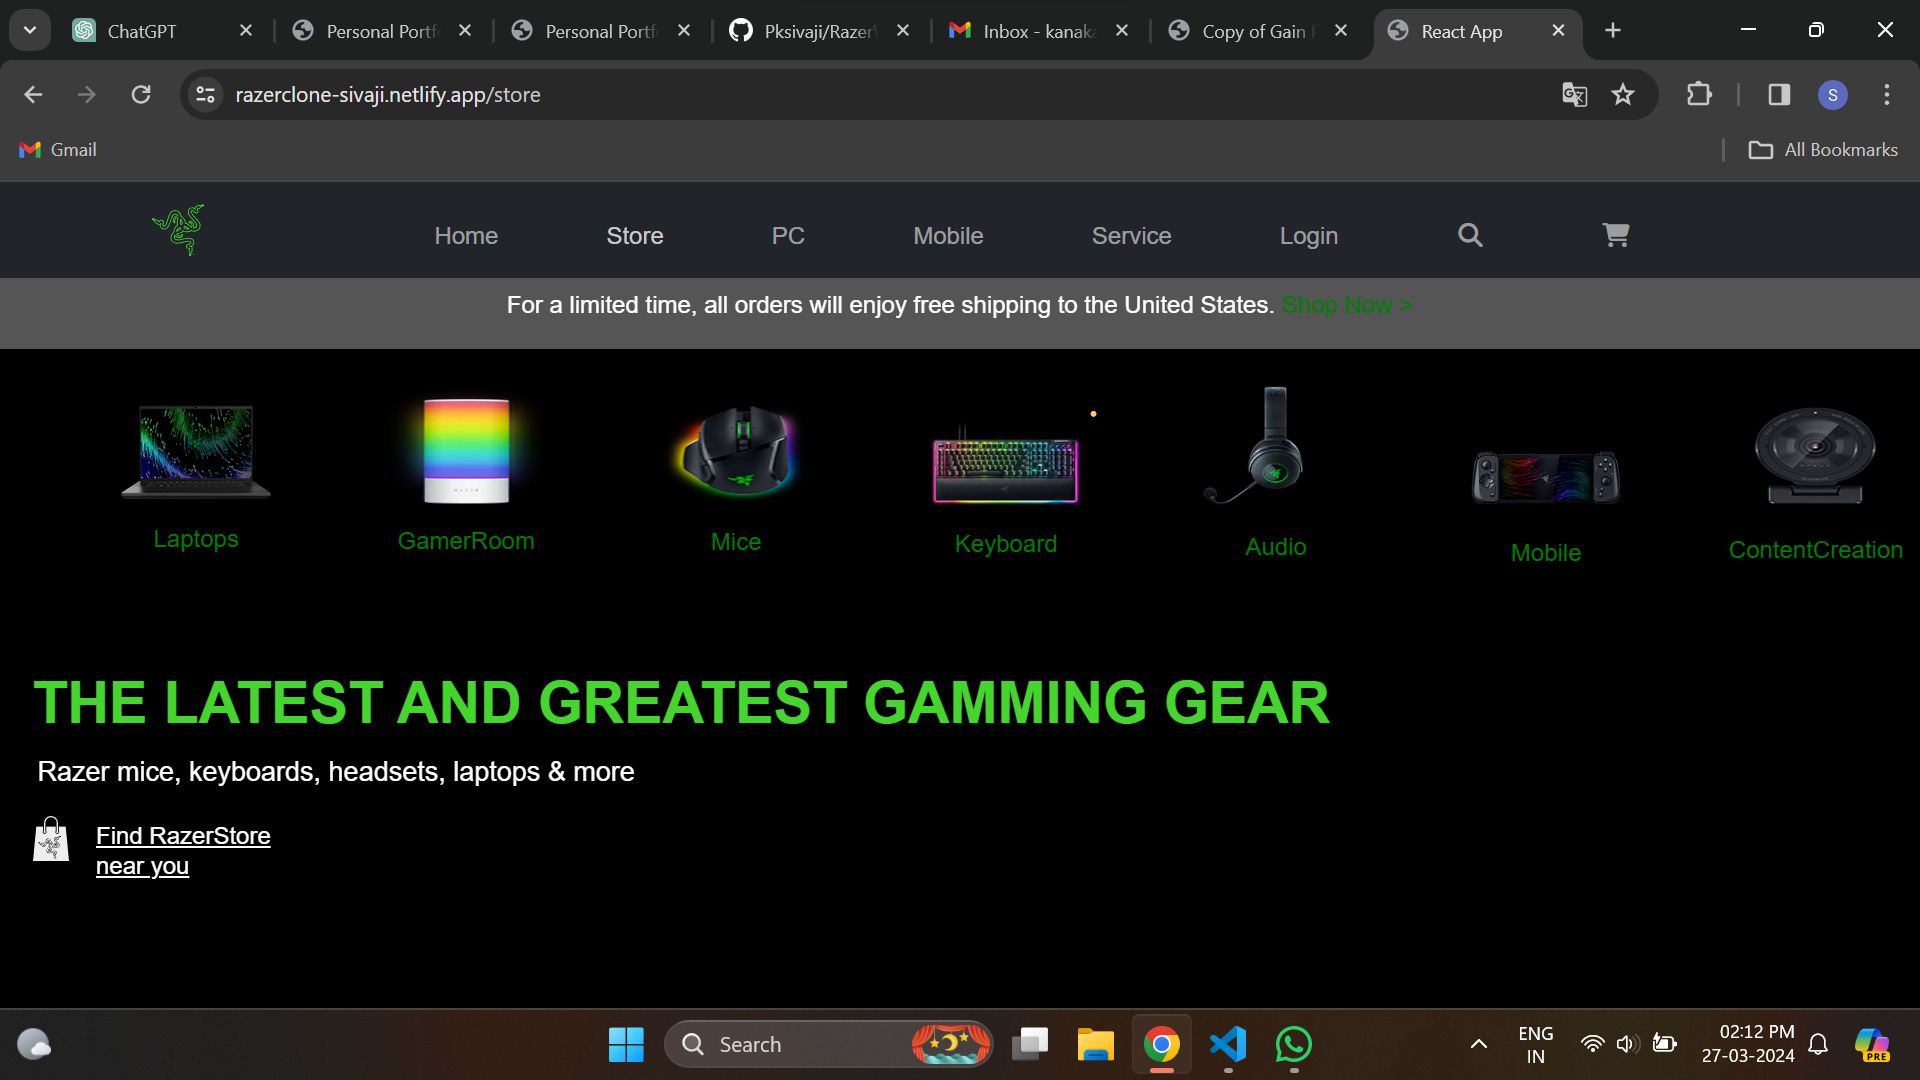 ChatGPT
Personal Portf
Personal Portf
Pksivaji/Razer
Inbox - kanaka
Copy of Gain
React App
razerclone-sivaji.netlify.app/store
S
Gmail
All Bookmarks
Home
Store
PC
Mobile
Service
Login
For a limited time, all orders will enjoy free shipping to the United States. Shop Now >
Laptops
GamerRoom
Mice
Keyboard
Audio
Mobile
ContentCreation
THE LATEST AND GREATEST GAMMING GEAR
Razer mice, keyboards, headsets, laptops & more
Find RazerStore
near you
Search
ENG
IN
02:12 PM
27-03-2024
PRE